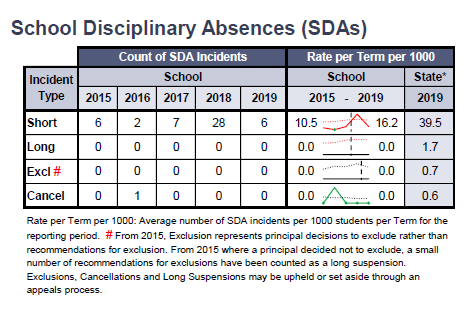 School Disciplinary Absences (SDAs)
Count of SDA Incidents Rate per Term per 1000
Incident Type School School State*
2015 2016 2017 2018 2019 2015 - 2019 2019
Short 6 2 7 28 6 10.5 16.2 39.5
Long 0 0 0 0 0 0.0 0.0 1.7
Excl # 0 0 0 0 0 0.0 0.0 0.7
Cancel 0 1 0 0 0 0.0 0.0 0.6
Rate per Term per 1000: Average number of SDA incidents per 1000 students per Term for the
reporting period. # From 2015, Exclusion represents principal decisions to exclude rather than
recommendations for exclusion. From 2015 where a principal decided not to exclude, a small
number of recommendations for exclusions have been counted as a long suspension.
Exclusions, Cancellations and Long Suspensions may be upheld or set aside through an
appeals process.